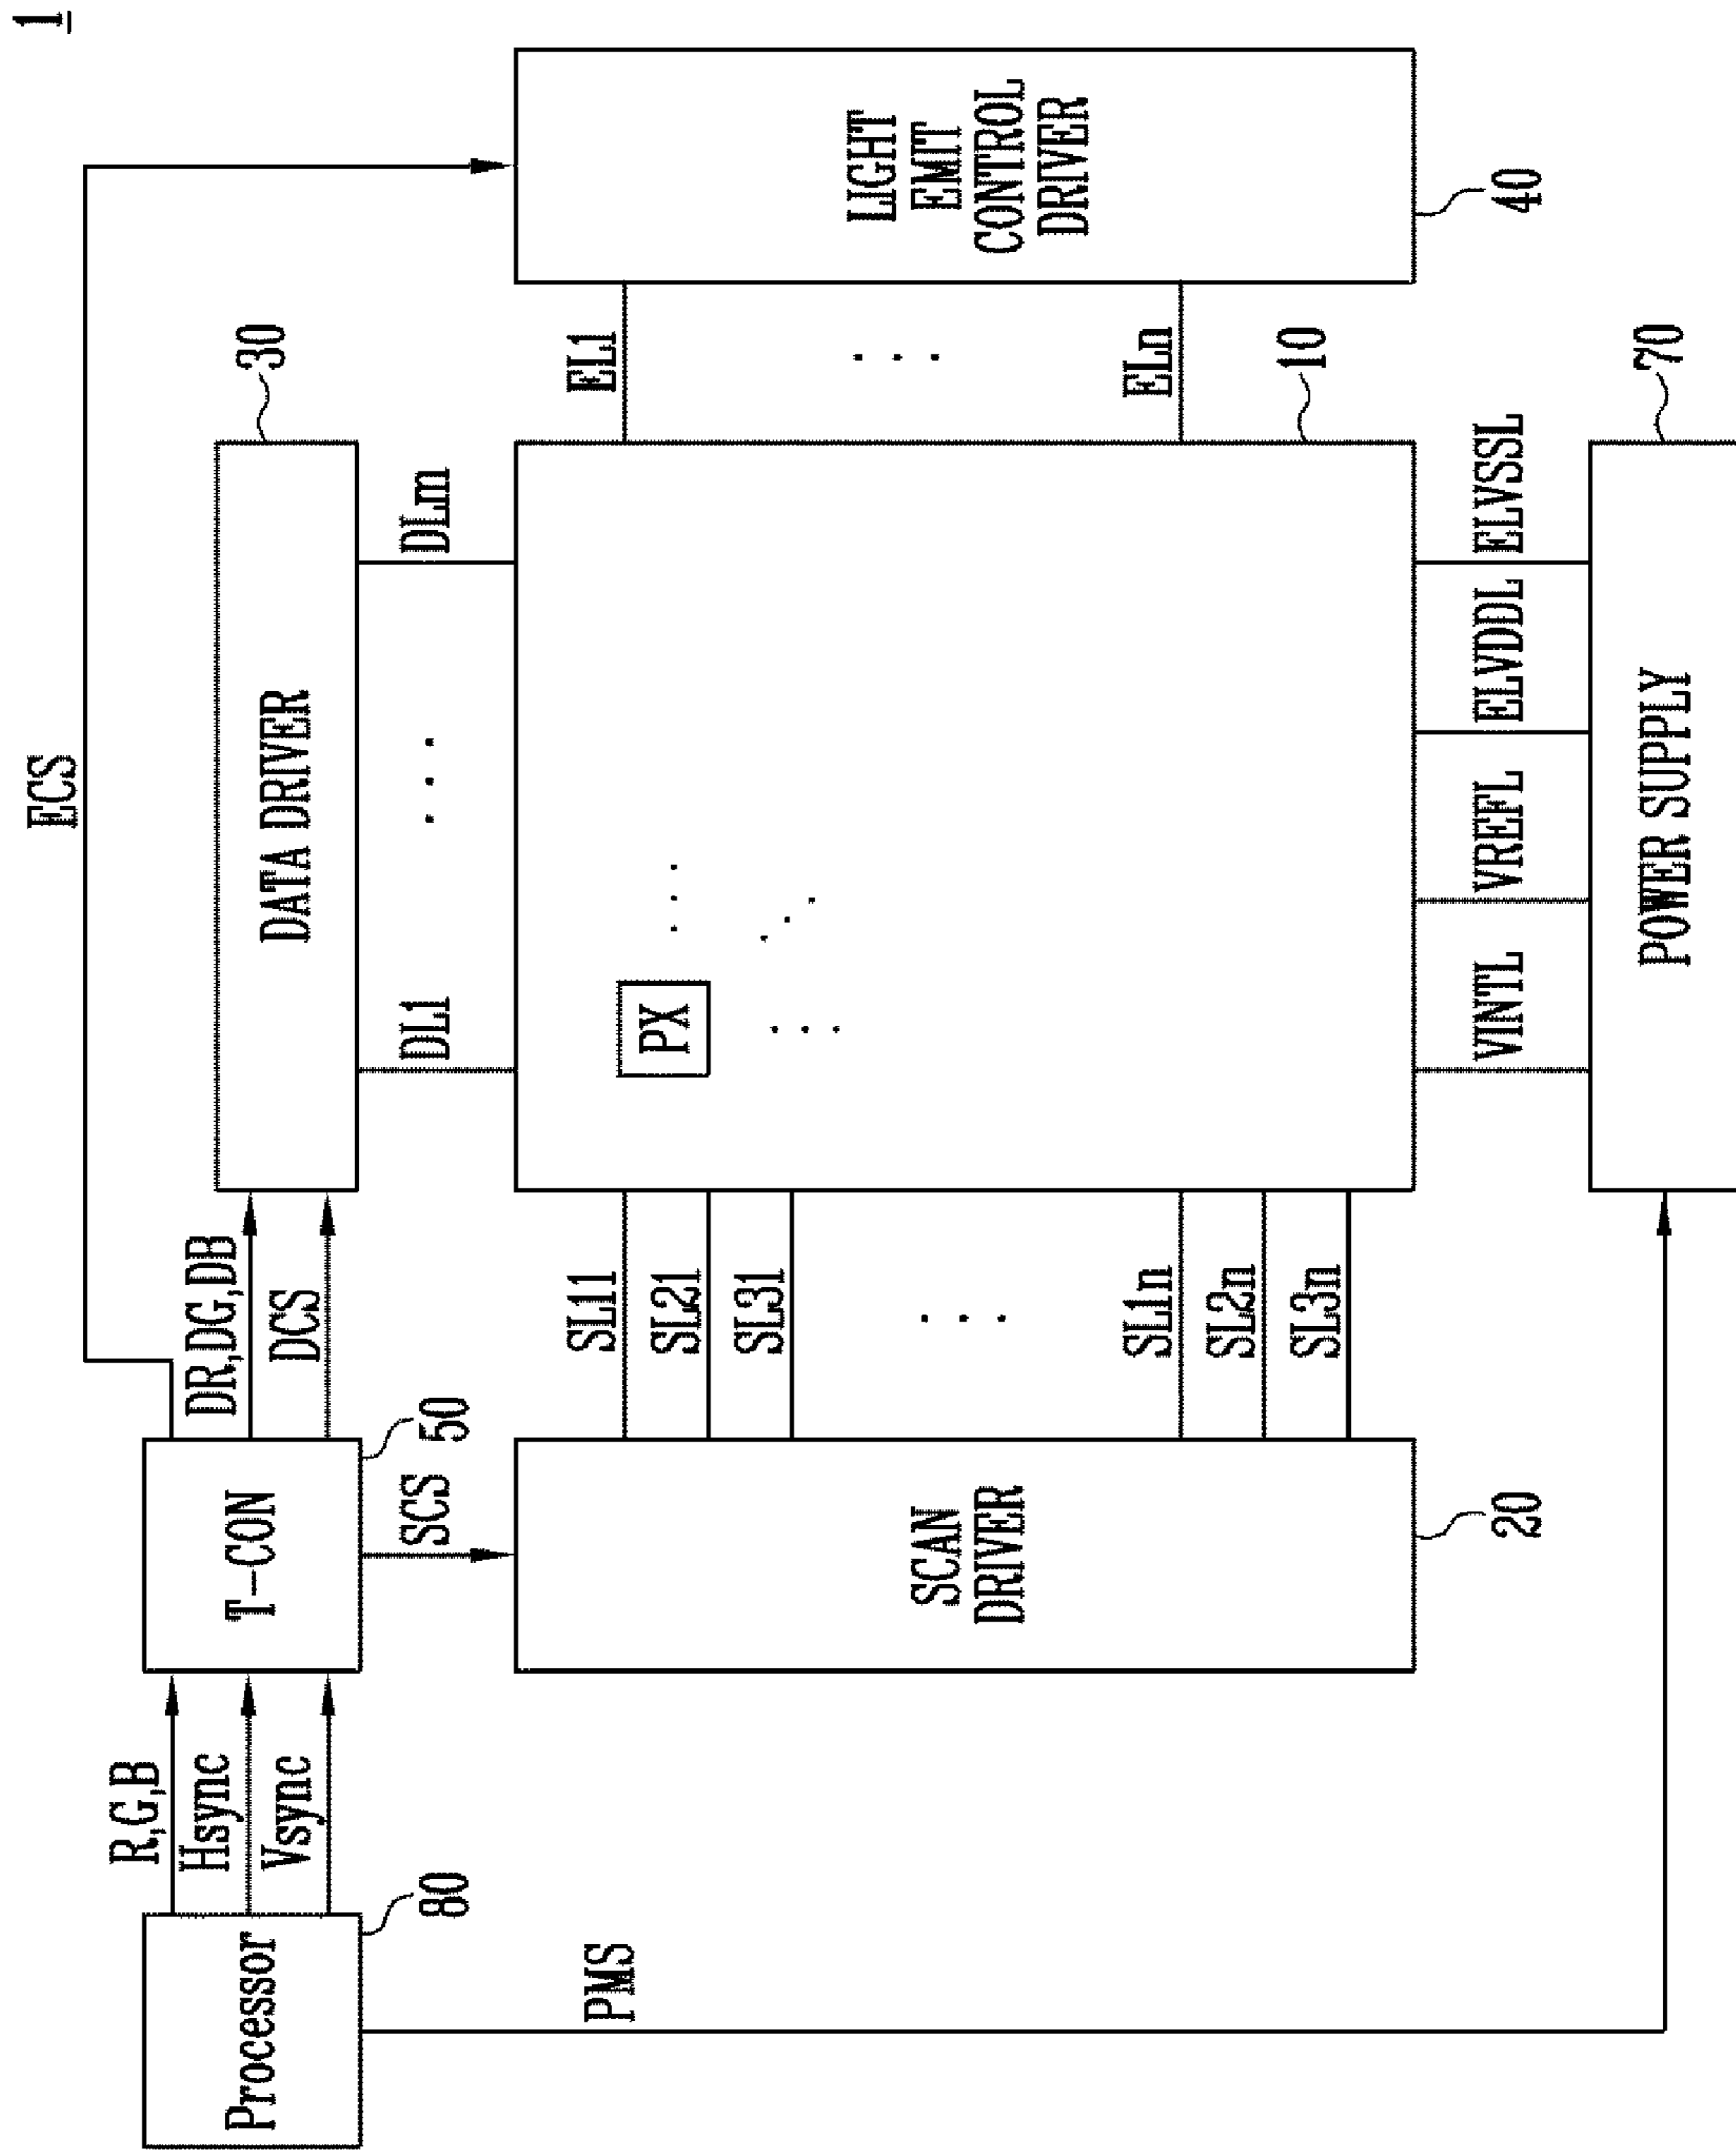 1
ECS
R,G,B
Hsync
Vsync
Processor
80
T-CON
50
DR,DG,DB
DCS
SCS
DATA DRIVER
30
DL1
. . .
DLm
PX
. . .
. . .
. . .
10
SCAN
DRIVER
20
SL11
SL21
SL31
. . .
SL1n
SL2n
SL3n
LIGHT
EMIT
CONTROL
DRIVER
40
EL1
. . .
ELn
VINTL
VREFL
ELVDDL
ELVSSL
PMS
POWER SUPPLY
70